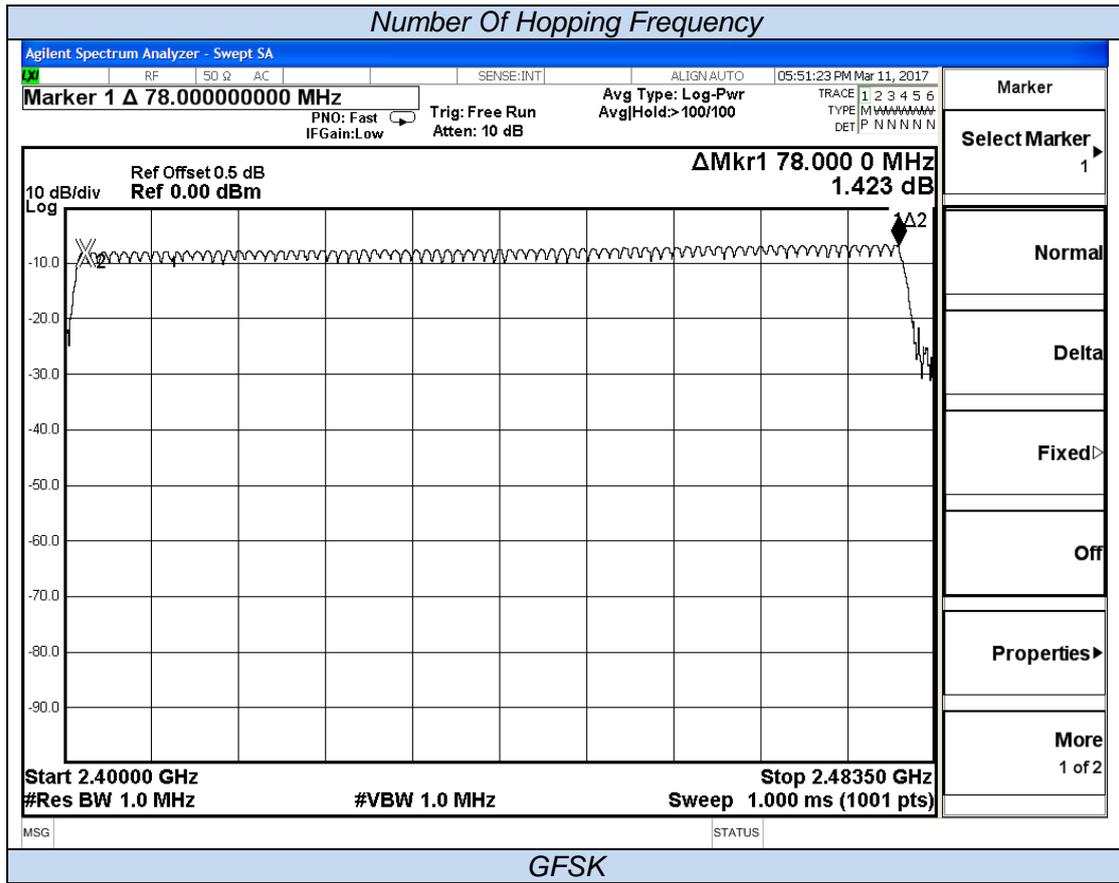 Number Of Hopping Frequency
Agilent Spectrum Analyzer - Swept SA
LXI RF 50 Ω AC SENSE:INT ALIGN AUTO 05:51:23 PM Mar 11, 2017
Marker 1 Δ 78.000000000 MHz
PNO: Fast
IFGain:Low
Trig: Free Run
Atten: 10 dB
Avg Type: Log-Pwr
Avg|Hold:> 100/100
TRACE 1 2 3 4 5 6
TYPE M W W W W W
DET P N N N N N
ΔMkr1 78.000 0 MHz
1.423 dB
Ref Offset 0.5 dB
10 dB/div Ref 0.00 dBm
Log
1Δ2
X2
-10.0
-20.0
-30.0
-40.0
-50.0
-60.0
-70.0
-80.0
-90.0
Start 2.40000 GHz Stop 2.48350 GHz
#Res BW 1.0 MHz #VBW 1.0 MHz Sweep 1.000 ms (1001 pts)
MSG STATUS
Marker
Select Marker
1
Normal
Delta
Fixed
Off
Properties
More
1 of 2
GFSK